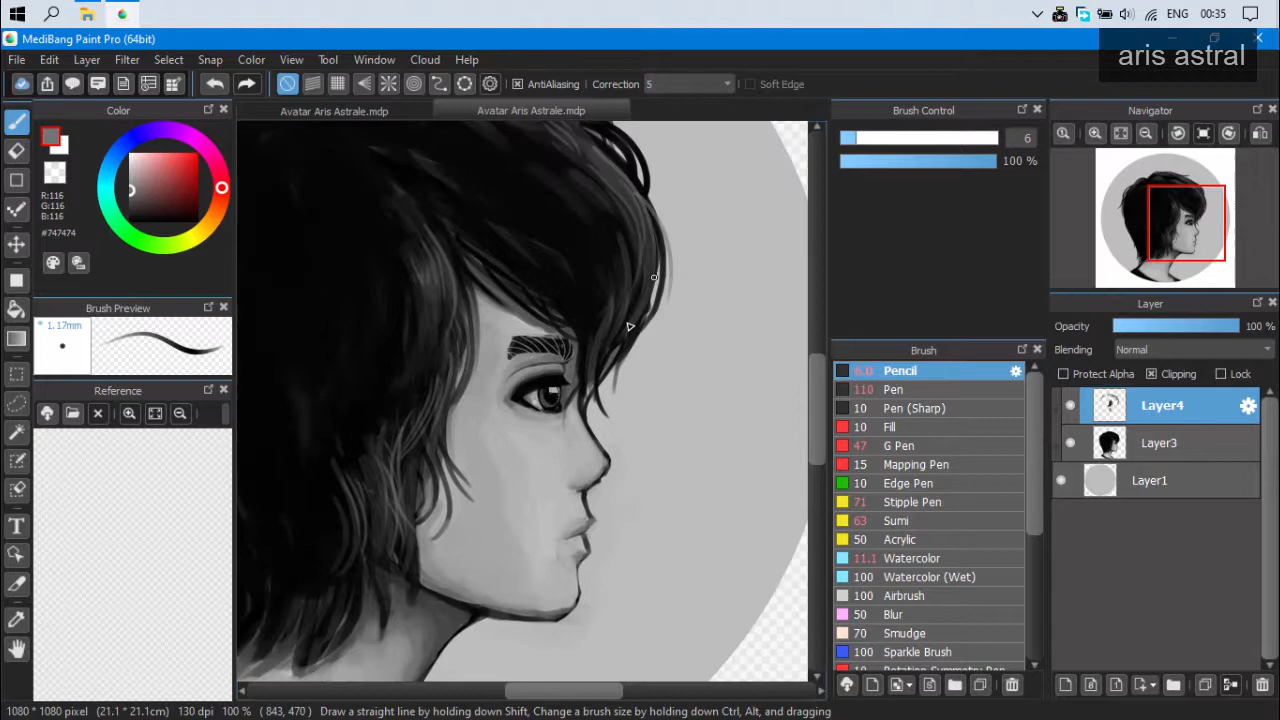 ENG 00:35
MediBang Paint Pro (64bit)
aris astral
File Edit Layer Filter Select Snap Color View Tool Window Cloud Help
AntiAliasing Correction 5 Soft Edge
Color
Avatar Aris Astrale.mdp Avatar Aris Astrale.mdp
Brush Control
Navigator
6
100 %
R:116
G:116
B:116
#747474
Brush Preview
* 1.17mm
Reference
Layer
Opacity 100 %
Blending Normal
Protect Alpha Clipping Lock
Layer4
Layer3
Layer1
Brush
6.0 Pencil
110 Pen
10 Pen (Sharp)
10 Fill
47 G Pen
15 Mapping Pen
10 Edge Pen
71 Stipple Pen
63 Sumi
50 Acrylic
11.1 Watercolor
100 Watercolor (Wet)
100 Airbrush
50 Blur
70 Smudge
100 Sparkle Brush
10 Rotation Symmetry Pen
1080 * 1080 pixel (21.1 * 21.1cm) 130 dpi 100 % ( 843, 470 ) Draw a straight line by holding down Shift, Change a brush size by holding down Ctrl, Alt, and dragging